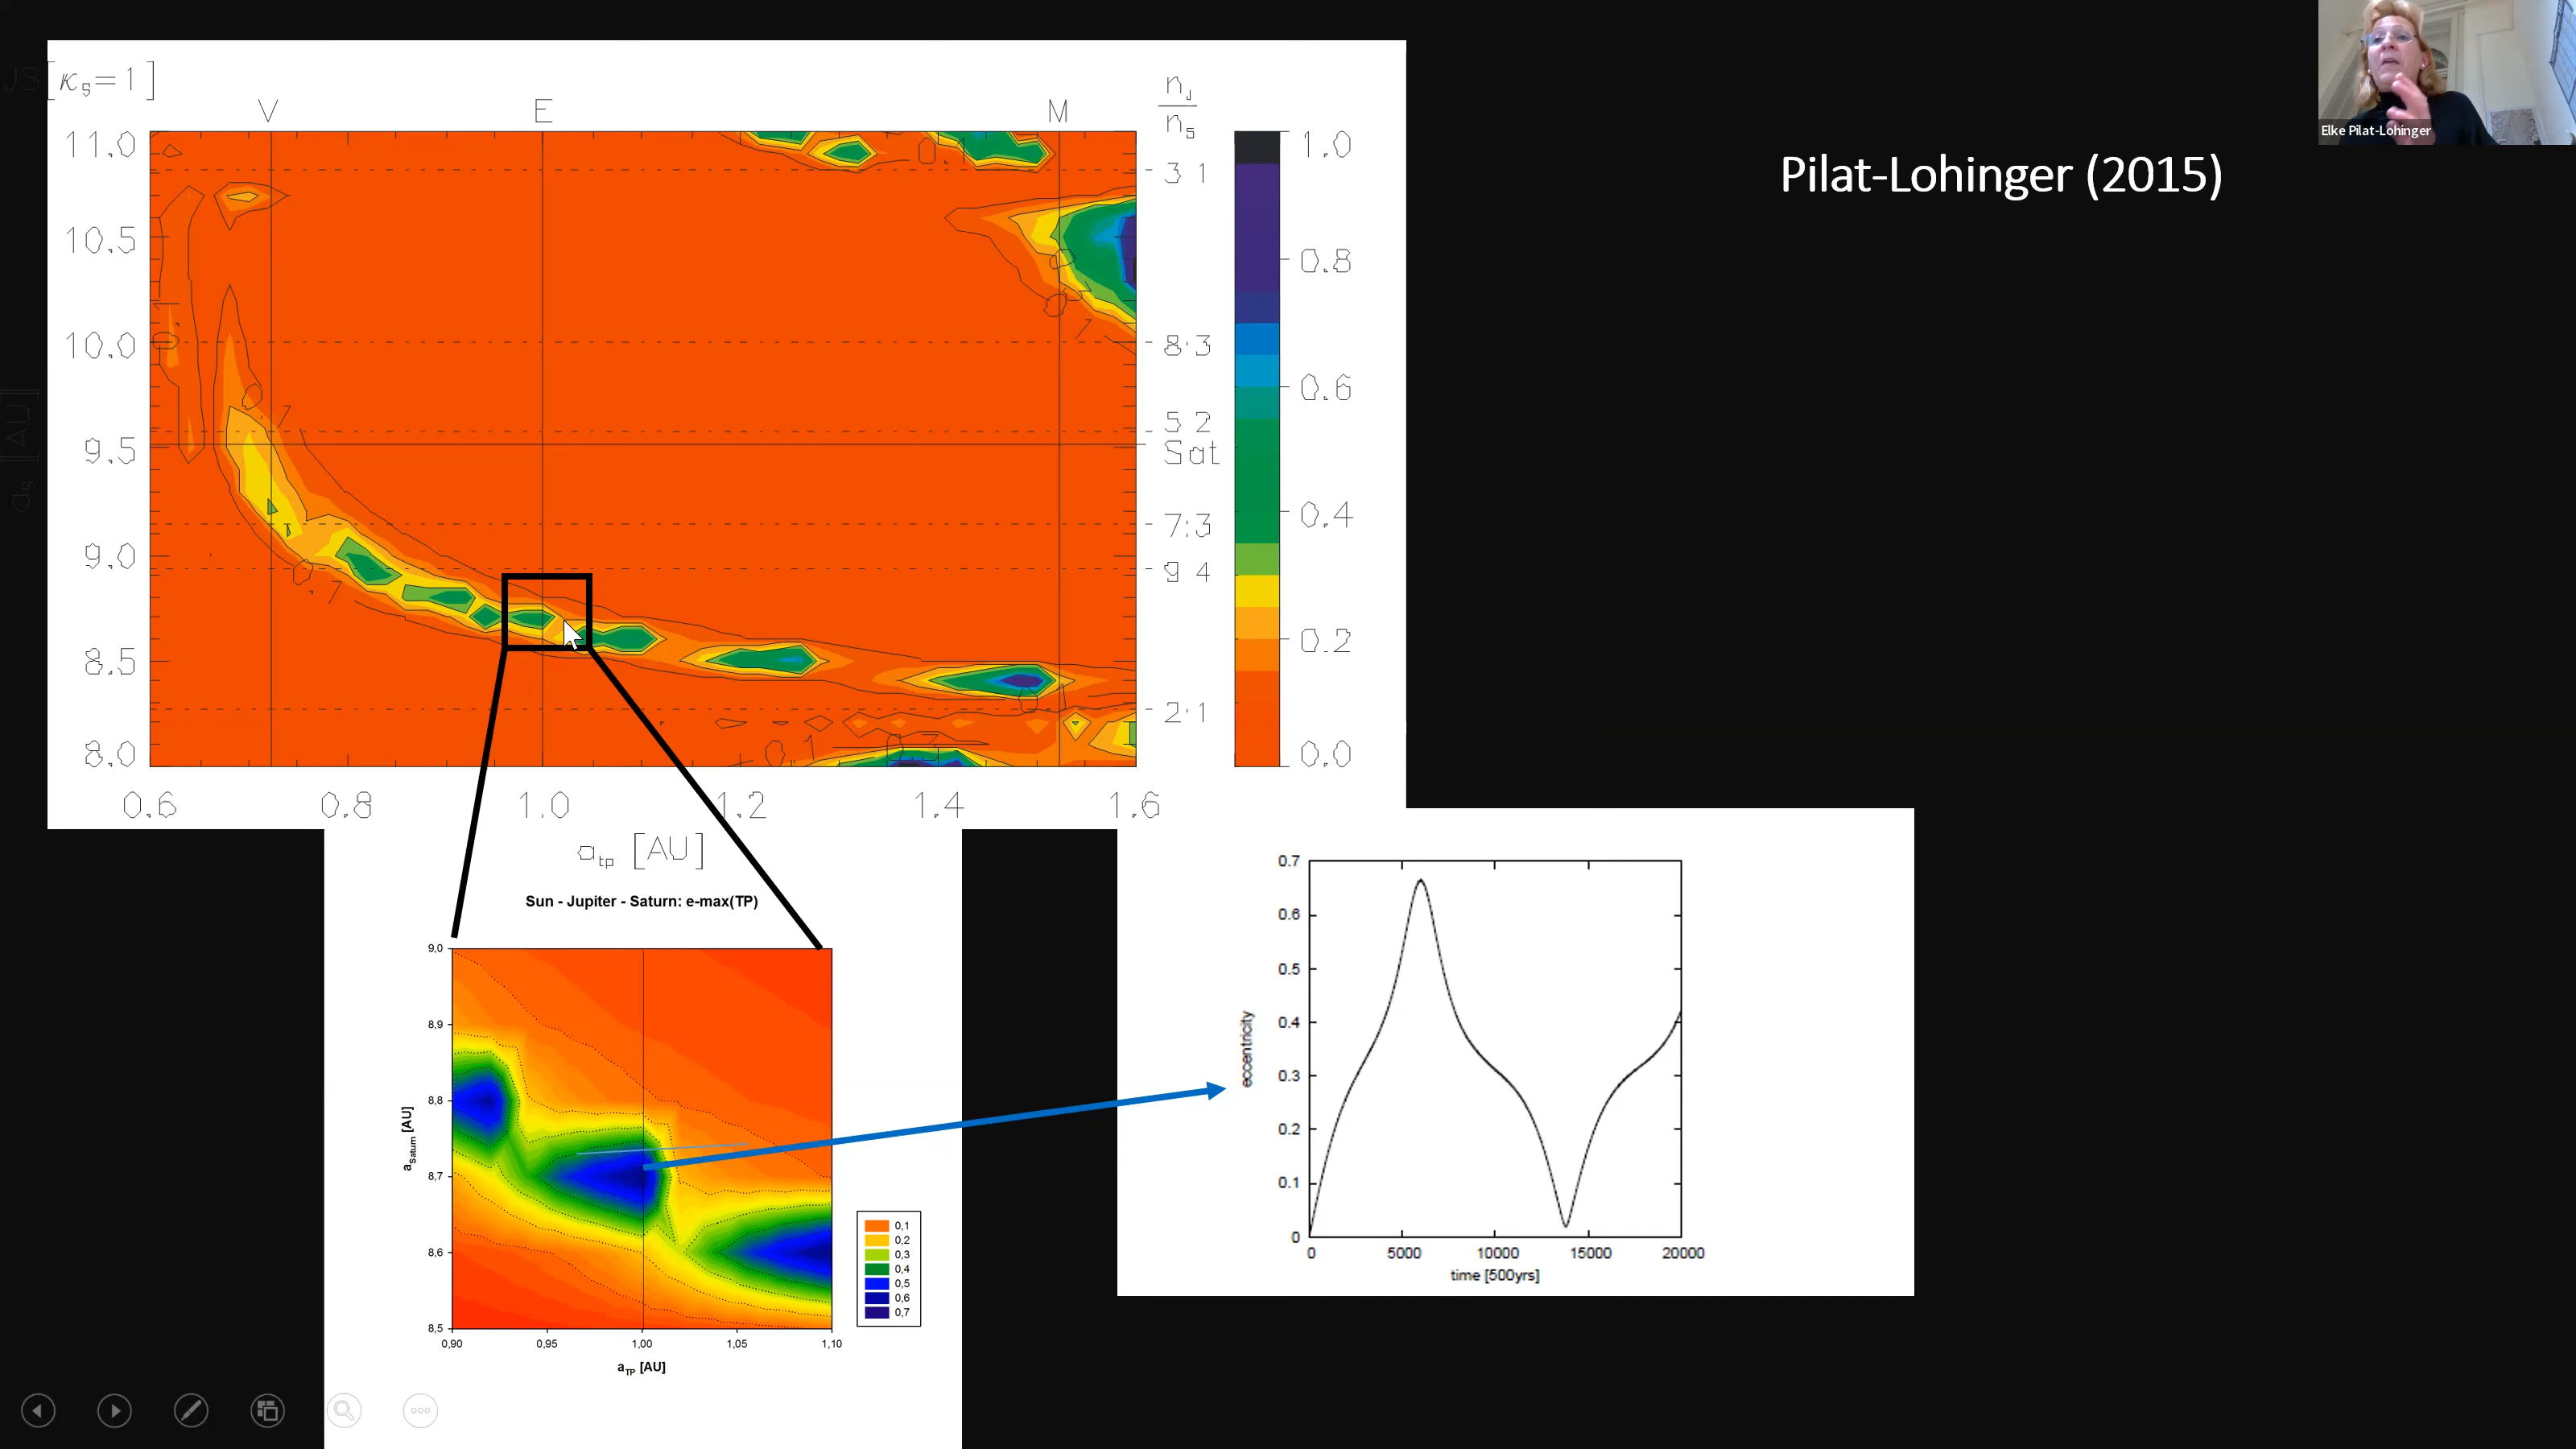 JS[κS=1]
V E M
nJ
nS
11.0
10.5
10.0
9.5
9.0
8.5
8.0
3 1
8:3
5 2
Sat
7:3
9 4
2:1
1.0
0.8
0.6
0.4
0.2
0.0
aS [AU]
0.6 0.8 1.0 1.2 1.4 1.6
atp [AU]
Pilat-Lohinger (2015)
Elke Pilat-Lohinger
Sun - Jupiter - Saturn: e-max(TP)
9,0
8,9
8,8
8,7
8,6
8,5
aSaturn [AU]
0,90 0,95 1,00 1,05 1,10
aTP [AU]
0,1
0,2
0,3
0,4
0,5
0,6
0,7
0.7
0.6
0.5
0.4
0.3
0.2
0.1
0
eccentricity
0 5000 10000 15000 20000
time [500yrs]